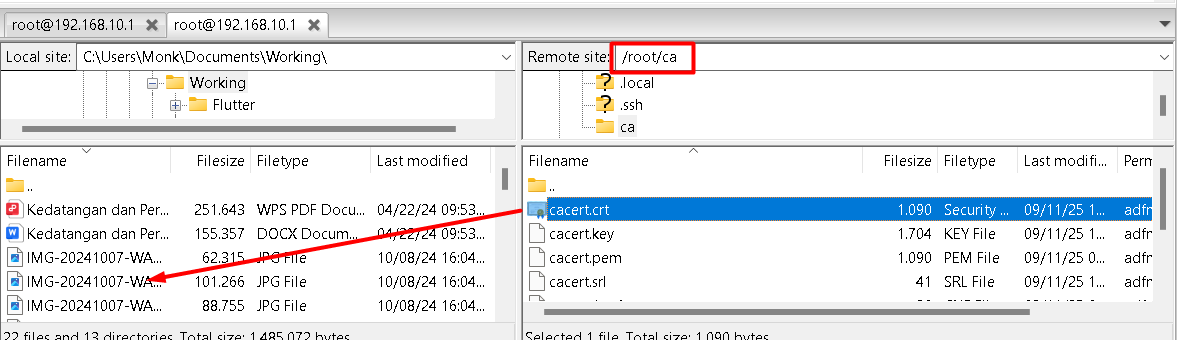 root@192.168.10.1 root@192.168.10.1
Local site: C:\Users\Monk\Documents\Working\
Working
Flutter
Filename Filesize Filetype Last modified
..
Kedatangan dan Per... 251.643 WPS PDF Docu... 04/22/24 09:53...
Kedatangan dan Per... 155.357 DOCX Docum... 04/22/24 09:53...
IMG-20241007-WA... 62.315 JPG File 10/08/24 16:04...
IMG-20241007-WA... 101.266 JPG File 10/08/24 16:04...
IMG-20241007-WA... 88.755 JPG File 10/08/24 16:04...
22 files and 13 directories. Total size: 1.485.072 bytes
Remote site: /root/ca
.local
.ssh
ca
Filename Filesize Filetype Last modifi... Perm
..
cacert.crt 1.090 Security ... 09/11/25 1... adfr
cacert.key 1.704 KEY File 09/11/25 1... adfr
cacert.pem 1.090 PEM File 09/11/25 1... adfr
cacert.srl 41 SRL File 09/11/25 1... adfr
Selected 1 file. Total size: 1.090 bytes